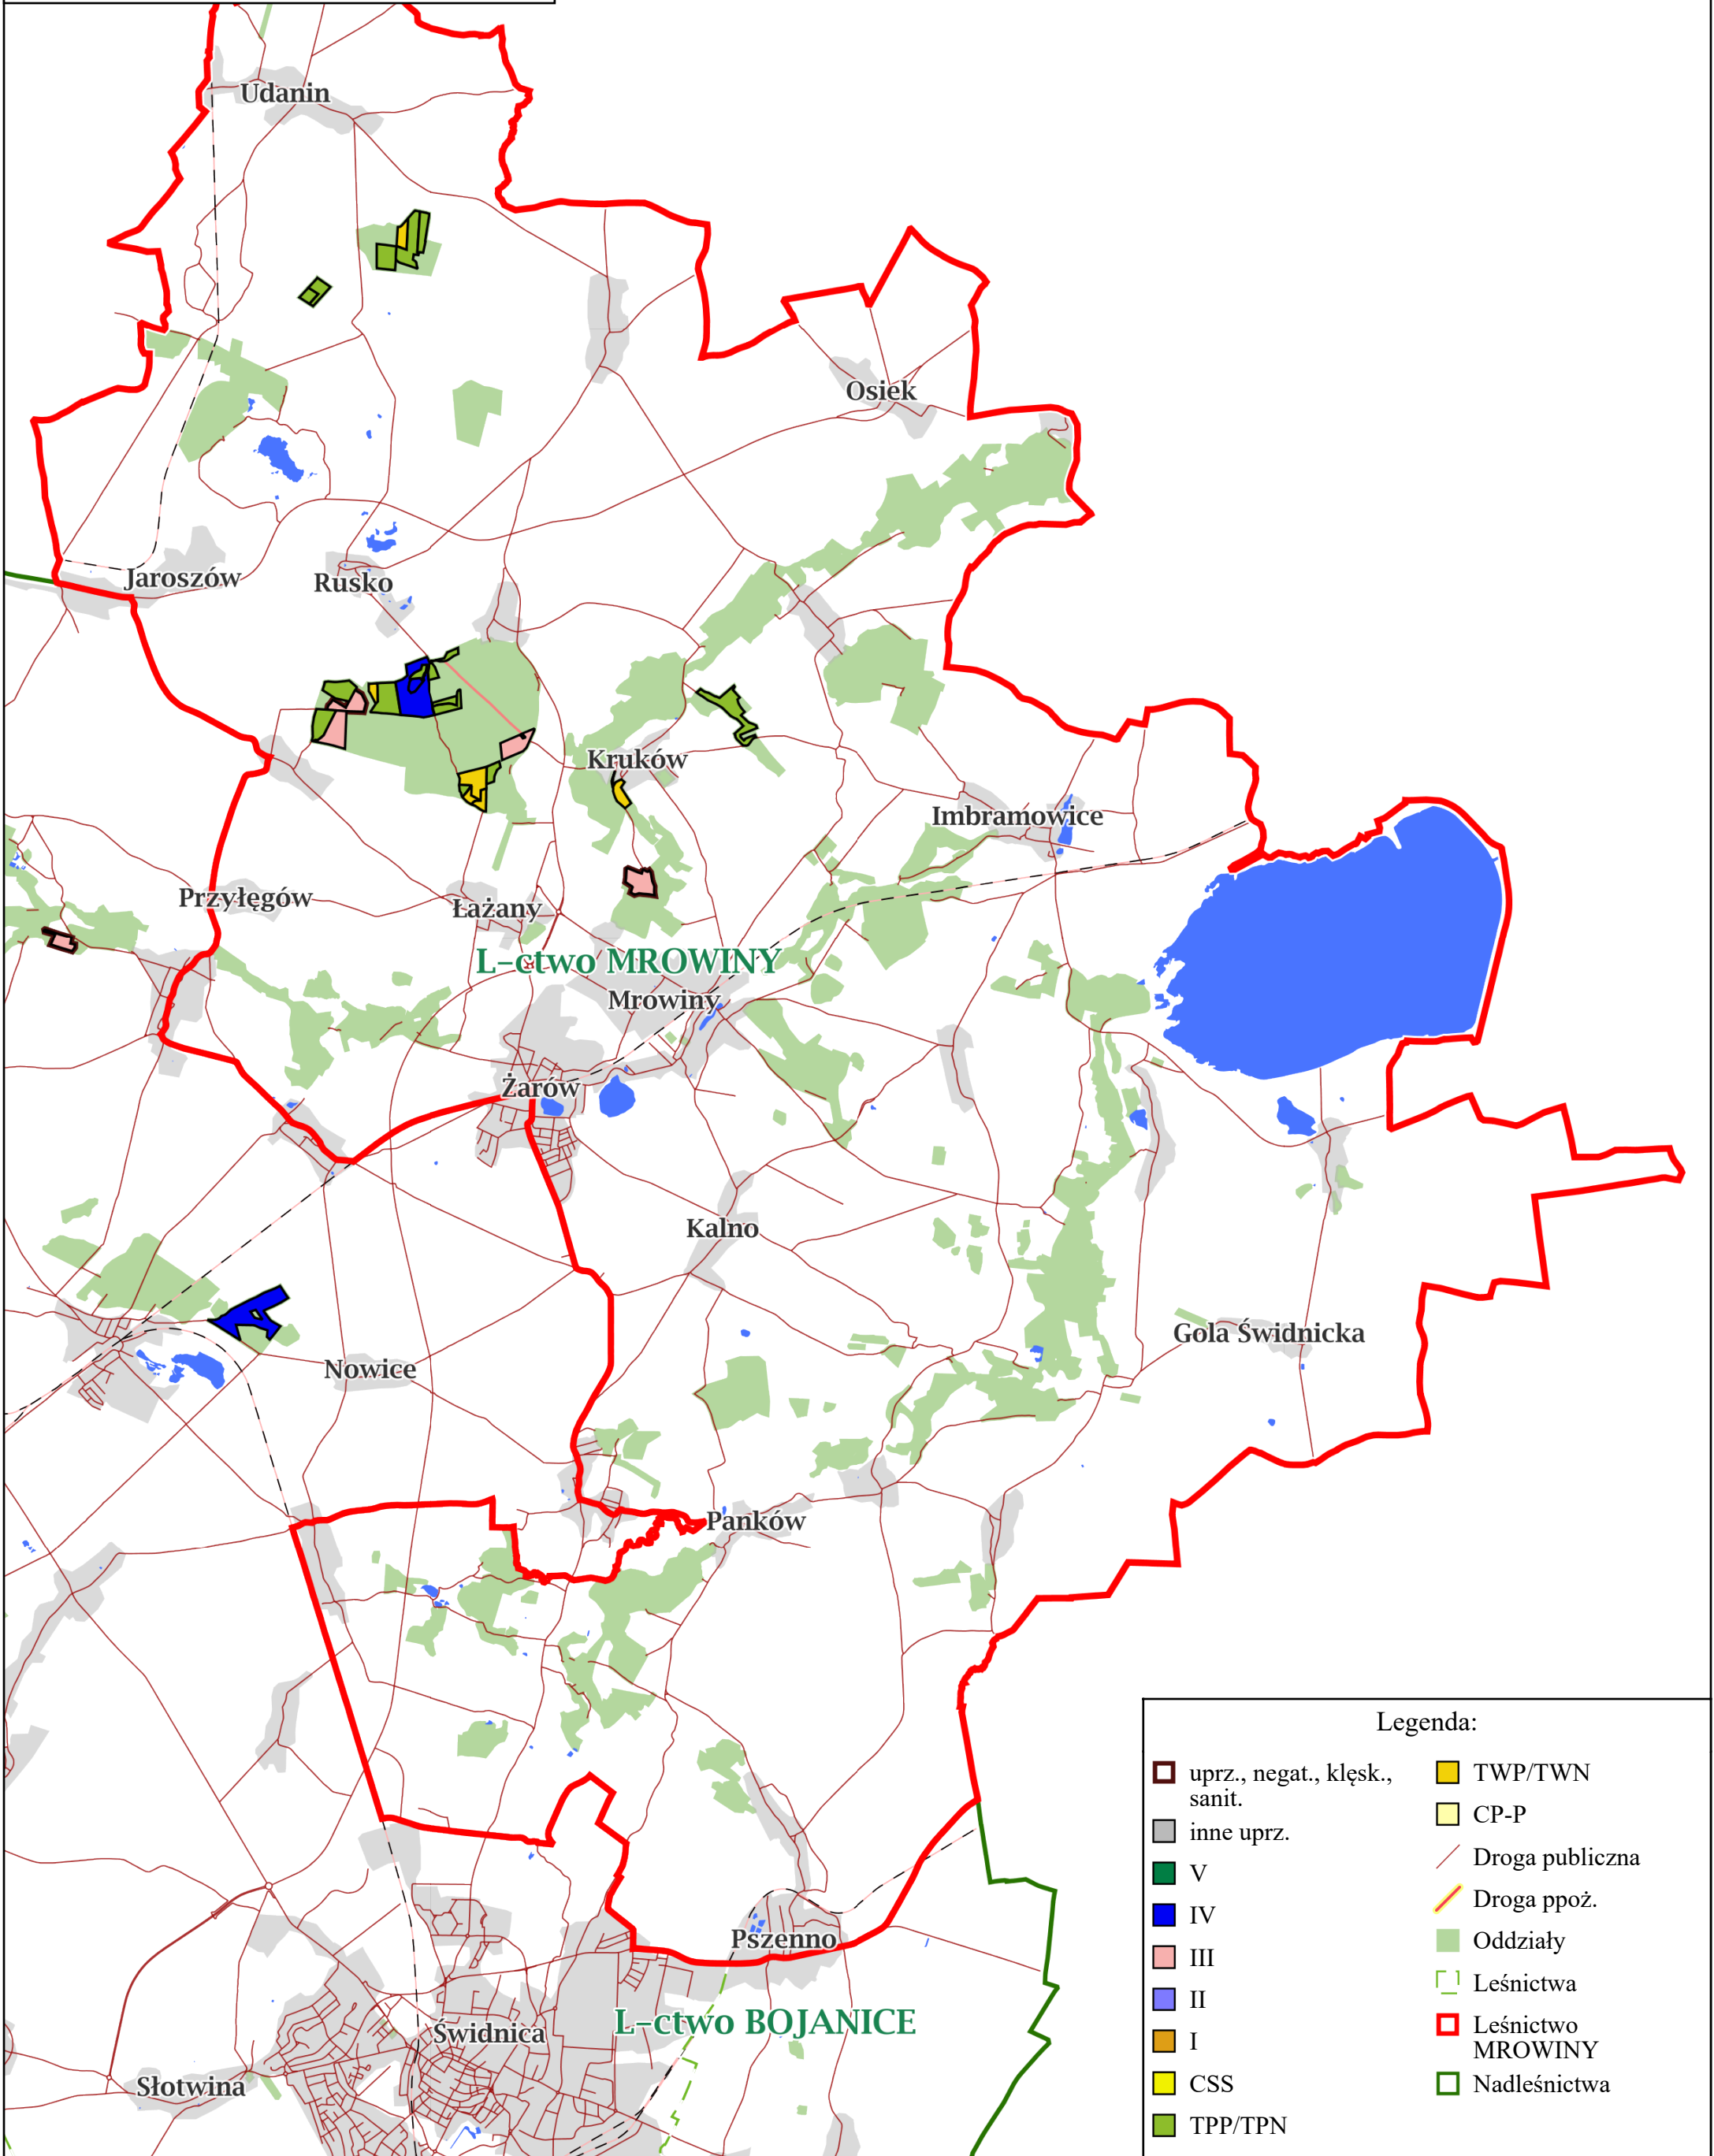 Udanin
Osiek
Jaroszów
Rusko
Kruków
Imbramowice
Przyłęgów
Łażany
L-ctwo MROWINY
Mrowiny
Żarów
Kalno
Gola Świdnicka
Nowice
Panków
Pszenno
L-ctwo BOJANICE
Świdnica
Słotwina
Legenda:
uprz., negat., klęsk.,
sanit.
inne uprz.
V
IV
III
II
I
CSS
TPP/TPN
TWP/TWN
CP-P
Droga publiczna
Droga ppoż.
Oddziały
Leśnictwa
Leśnictwo
MROWINY
Nadleśnictwa